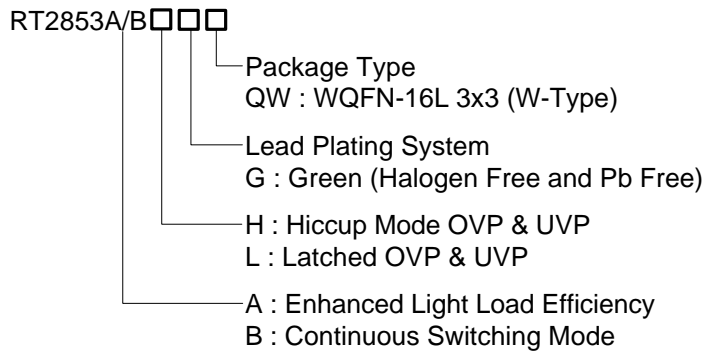 RT2853A/B□□□
Package Type
QW : WQFN-16L 3x3 (W-Type)
Lead Plating System
G : Green (Halogen Free and Pb Free)
H : Hiccup Mode OVP & UVP
L : Latched OVP & UVP
A : Enhanced Light Load Efficiency
B : Continuous Switching Mode